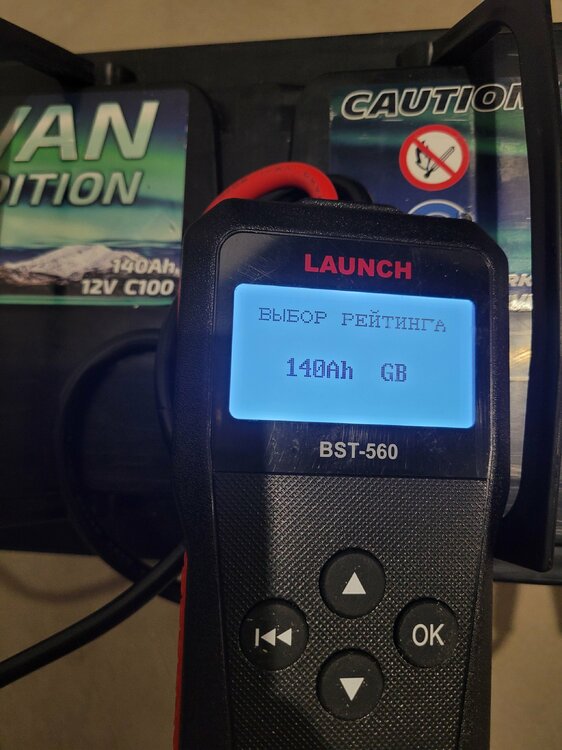 VAN
DITION
140Ah
12V C100
CAUTION
LAUNCH
ВЫБОР РЕЙТИНГА
140Ah GB
BST-560
OK